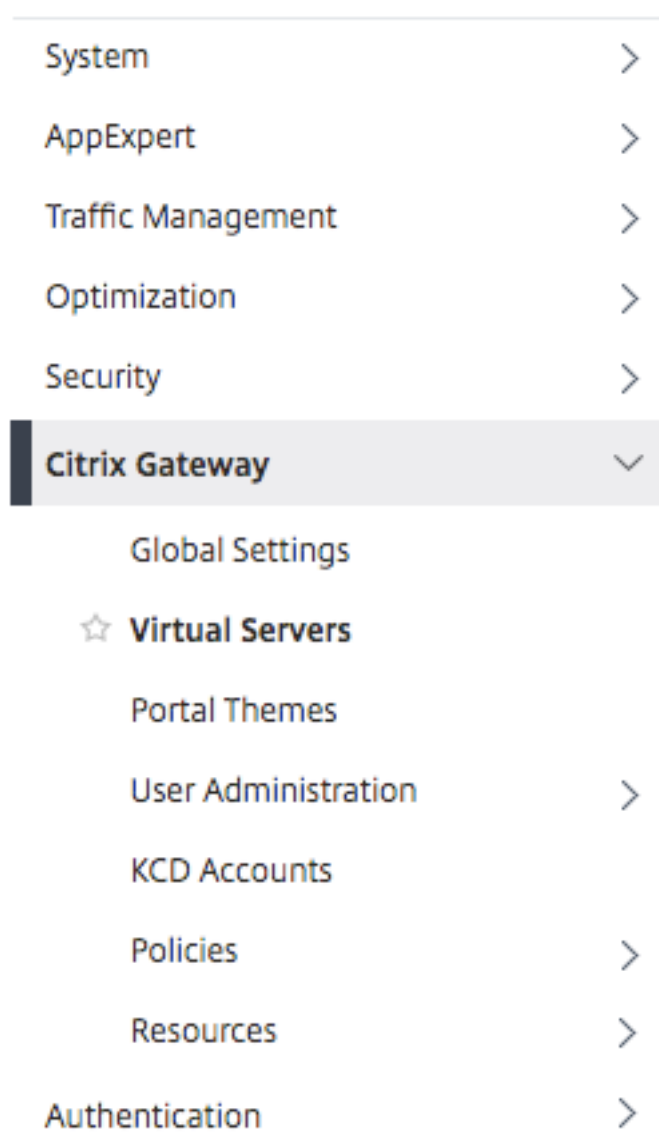 System
AppExpert
Traffic Management
Optimization
Security
Citrix Gateway
Global Settings
Virtual Servers
Portal Themes
User Administration
KCD Accounts
Policies
Resources
Authentication